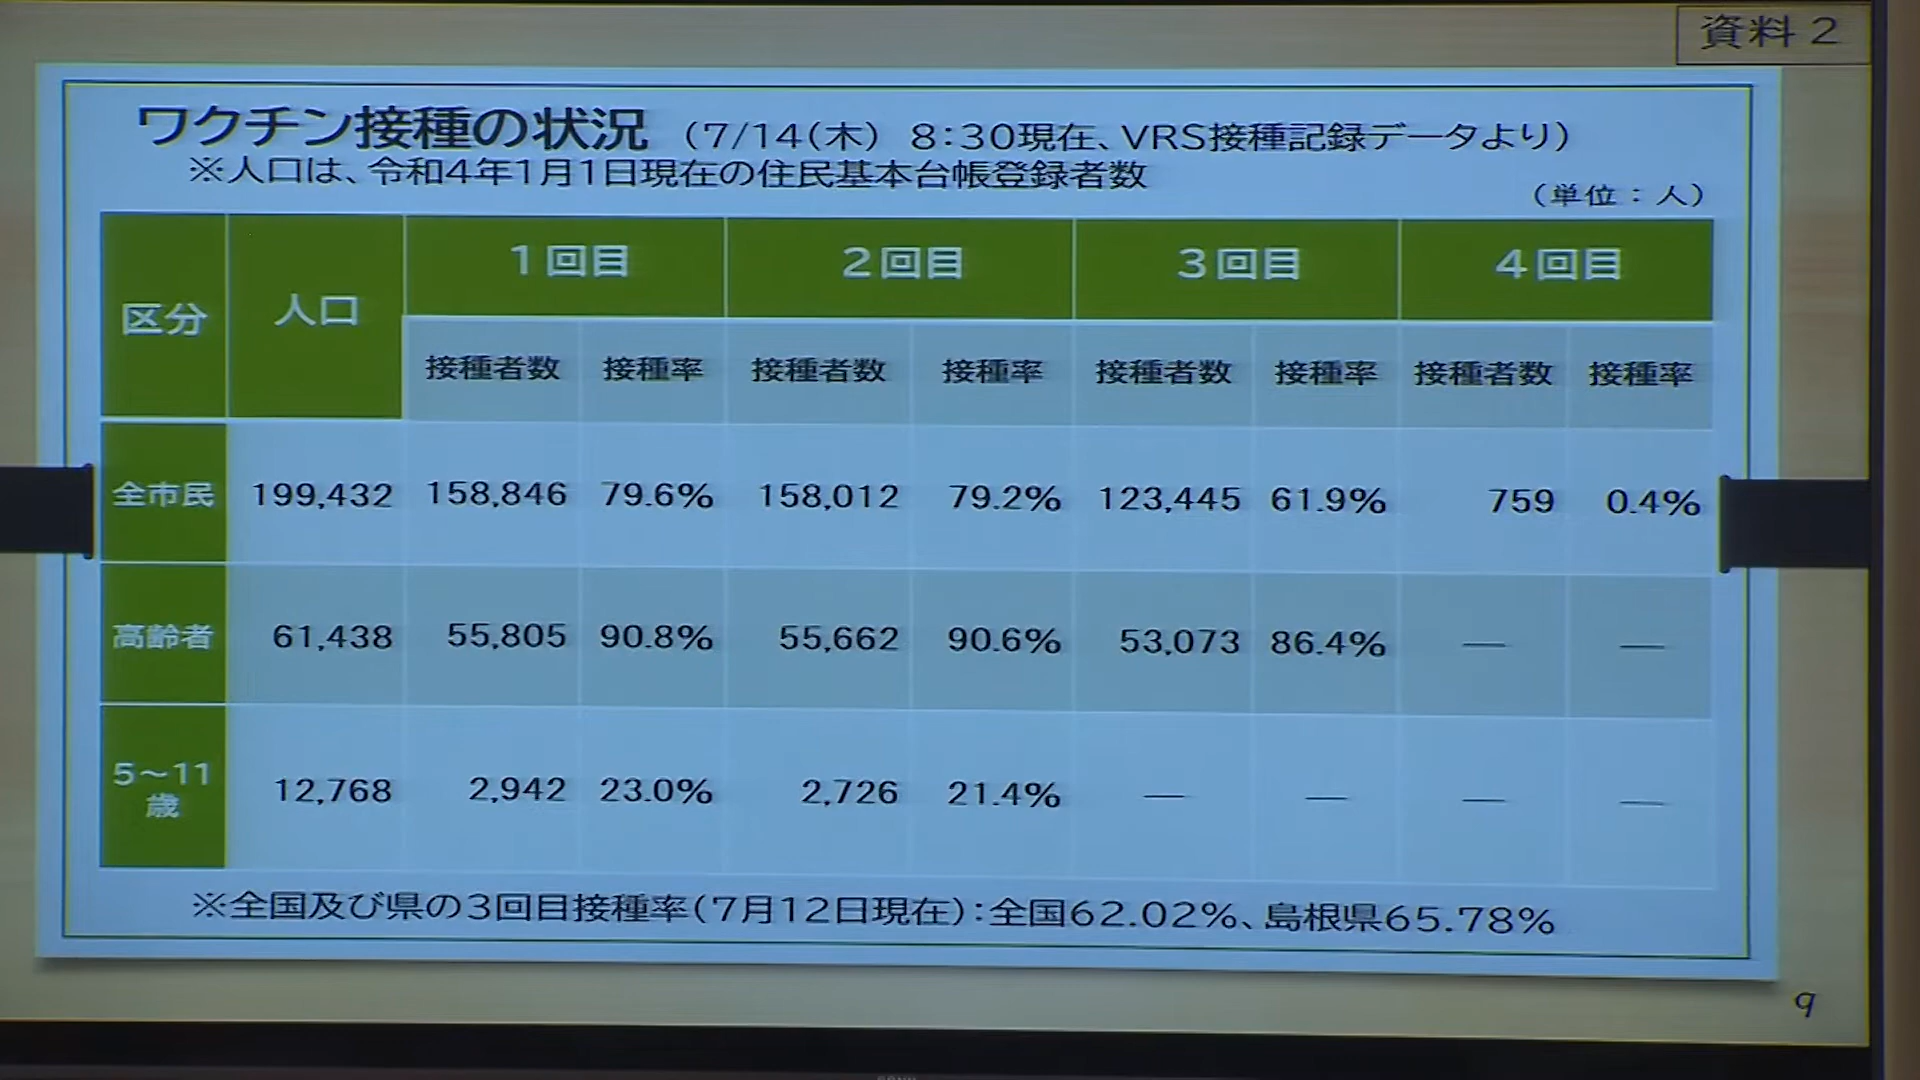 資料２
ワクチン接種の状況（7/14(木) 8:30現在、VRS接種記録データより）
※人口は、令和4年1月1日現在の住民基本台帳登録者数
（単位：人）
区分 人口 １回目 ２回目 ３回目 ４回目
接種者数 接種率 接種者数 接種率 接種者数 接種率 接種者数 接種率
全市民 199,432 158,846 79.6% 158,012 79.2% 123,445 61.9% 759 0.4%
高齢者 61,438 55,805 90.8% 55,662 90.6% 53,073 86.4% ― ―
5～11
歳 12,768 2,942 23.0% 2,726 21.4% ― ― ― ―
※全国及び県の３回目接種率(7月12日現在)：全国62.02%、島根県65.78%
9